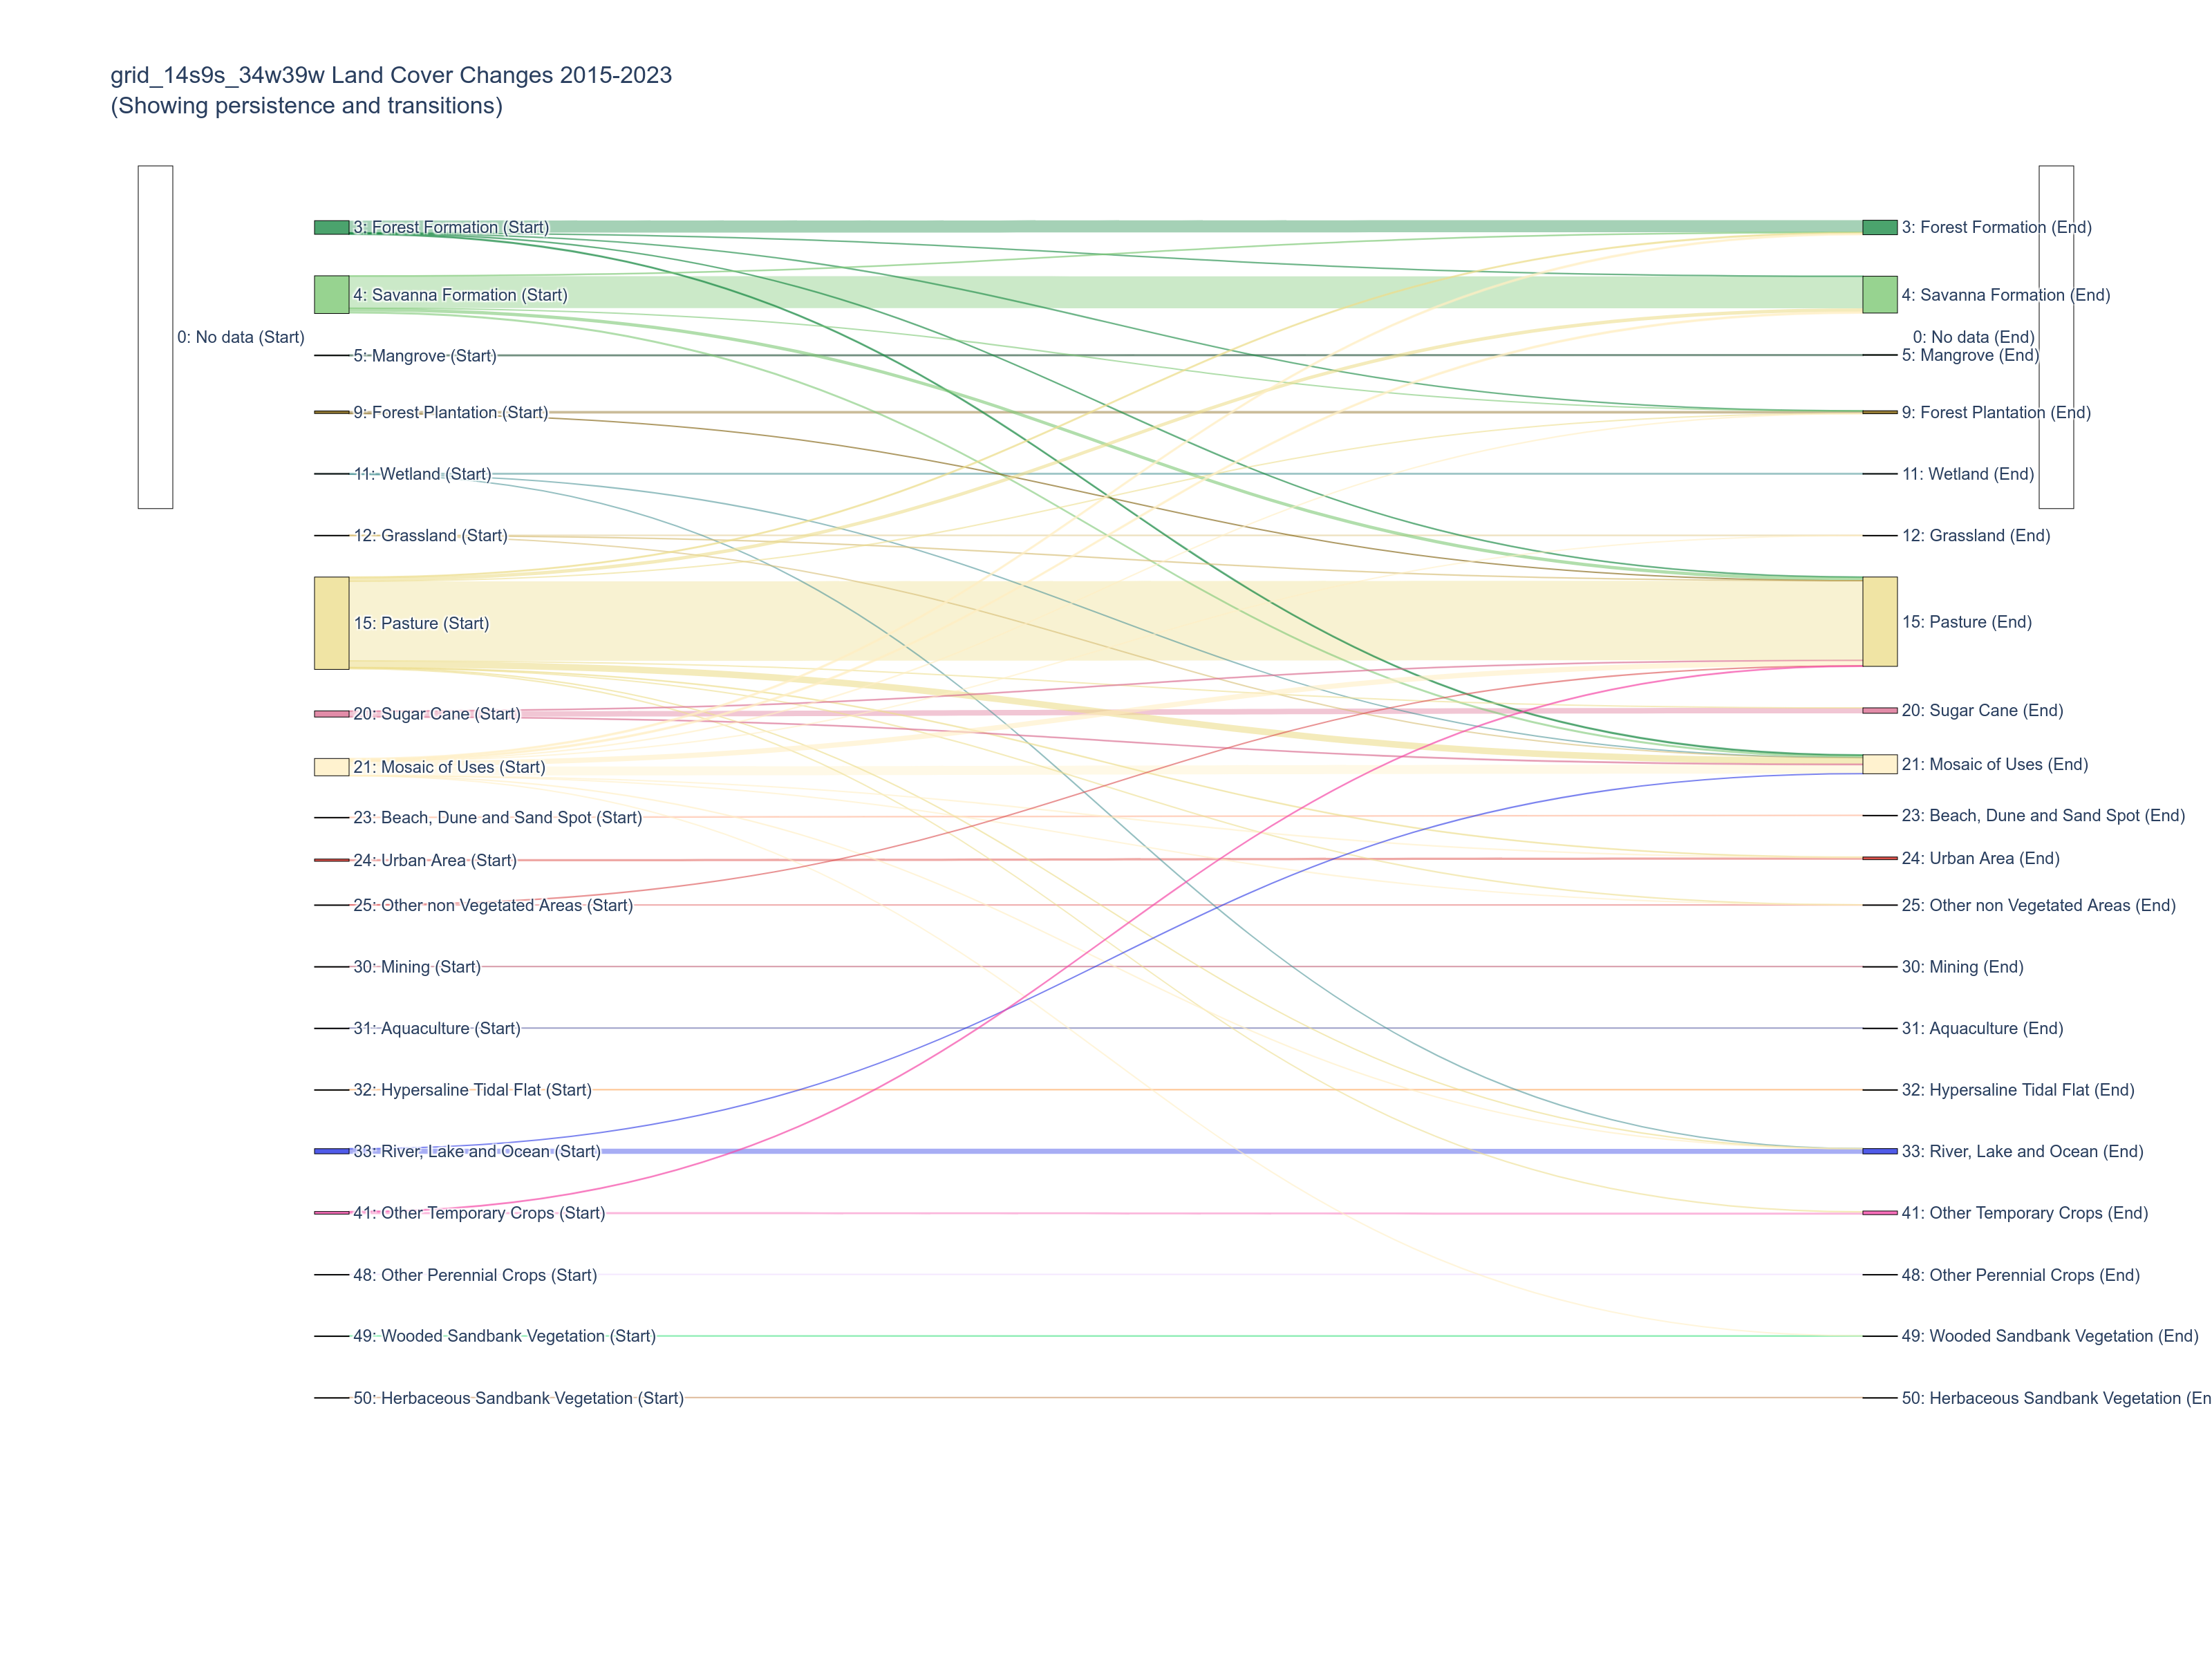 grid_14s9s_34w39w Land Cover Changes 2015-2023
(Showing persistence and transitions)
0: No data (Start)
3: Forest Formation (Start)
4: Savanna Formation (Start)
5: Mangrove (Start)
9: Forest Plantation (Start)
11: Wetland (Start)
12: Grassland (Start)
15: Pasture (Start)
20: Sugar Cane (Start)
21: Mosaic of Uses (Start)
23: Beach, Dune and Sand Spot (Start)
24: Urban Area (Start)
25: Other non Vegetated Areas (Start)
30: Mining (Start)
31: Aquaculture (Start)
32: Hypersaline Tidal Flat (Start)
33: River, Lake and Ocean (Start)
41: Other Temporary Crops (Start)
48: Other Perennial Crops (Start)
49: Wooded Sandbank Vegetation (Start)
50: Herbaceous Sandbank Vegetation (Start)
3: Forest Formation (End)
4: Savanna Formation (End)
0: No data (End)
5: Mangrove (End)
9: Forest Plantation (End)
11: Wetland (End)
12: Grassland (End)
15: Pasture (End)
20: Sugar Cane (End)
21: Mosaic of Uses (End)
23: Beach, Dune and Sand Spot (End)
24: Urban Area (End)
25: Other non Vegetated Areas (End)
30: Mining (End)
31: Aquaculture (End)
32: Hypersaline Tidal Flat (End)
33: River, Lake and Ocean (End)
41: Other Temporary Crops (End)
48: Other Perennial Crops (End)
49: Wooded Sandbank Vegetation (End)
50: Herbaceous Sandbank Vegetation (En